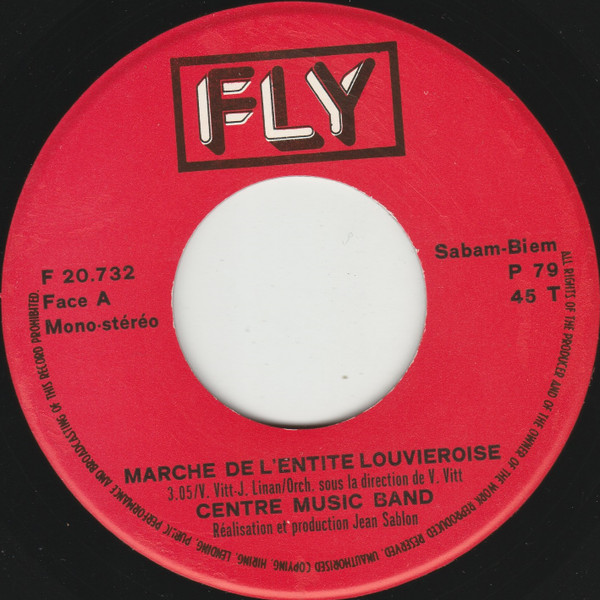 FLY
F 20.732
Face A
Mono-stéréo
Sabam-Biem
P 79
45 T
MARCHE DE L'ENTITE LOUVIEROISE
3.05/V. Vitt-J. Linan/Orch. sous la direction de V. Vitt
CENTRE MUSIC BAND
Réalisation et production Jean Sablon
ALL RIGHTS OF THE PRODUCER AND OF THE OWNER OF THE WORK REPRODUCED RESERVED. UNAUTHORISED COPYING, HIRING, LENDING, PUBLIC PERFORMANCE AND BROADCASTING OF THIS RECORD PROHIBITED.